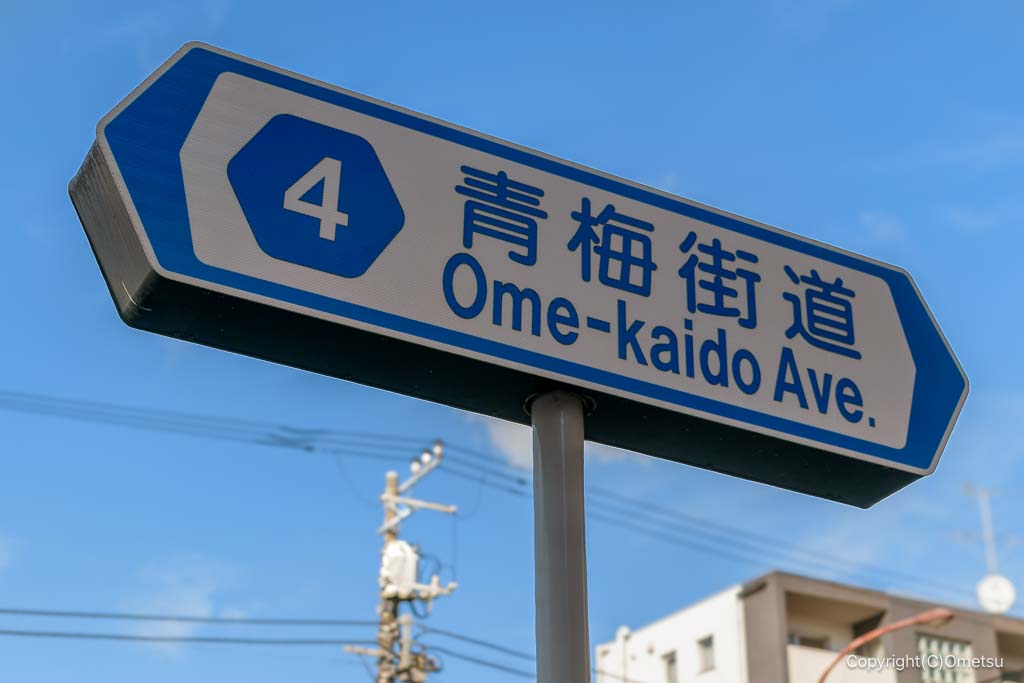 4
青梅街道
Ome-kaido Ave.
Copyright(C)Ometsu